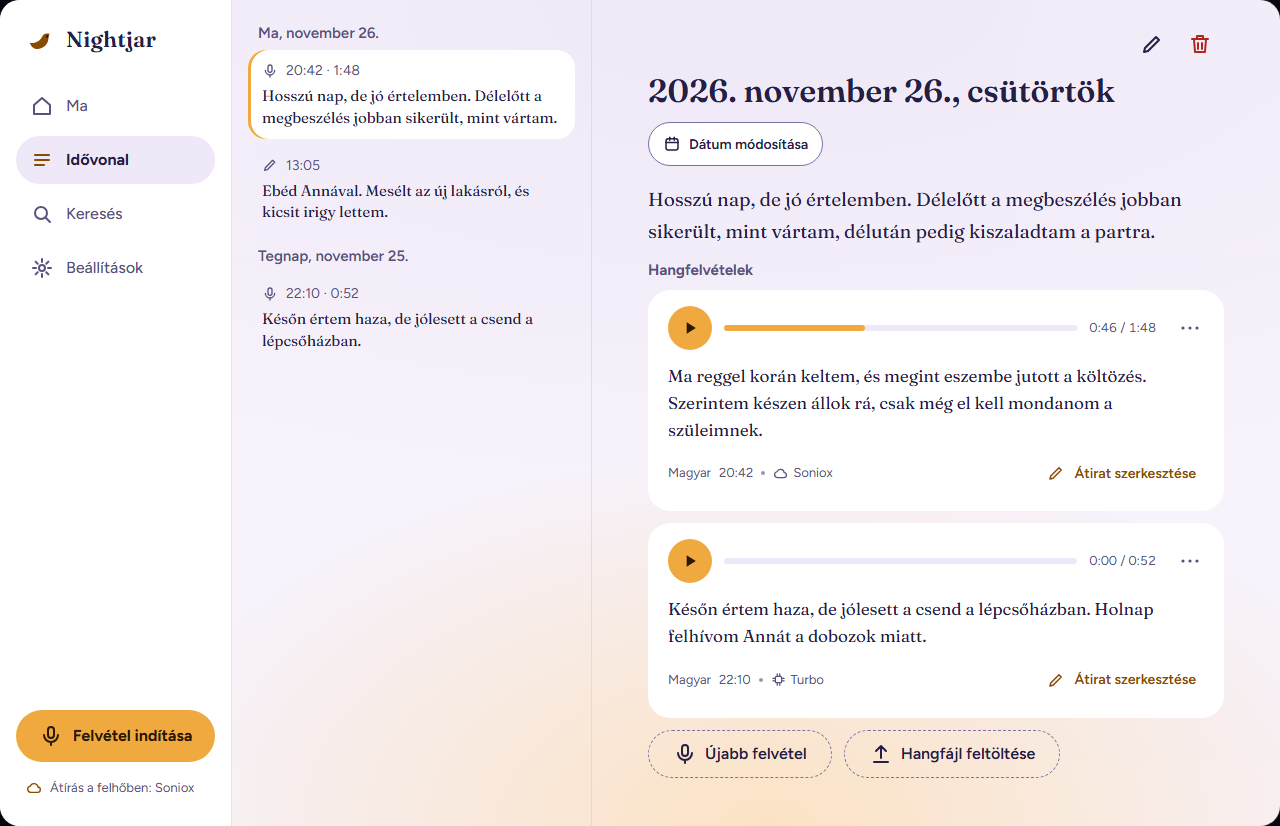 Nightjar
Ma
Idővonal
Keresés
Beállítások
Felvétel indítása
Átírás a felhőben: Soniox
Ma, november 26.
20:42 · 1:48
Hosszú nap, de jó értelemben. Délelőtt a
megbeszélés jobban sikerült, mint vártam.
13:05
Ebéd Annával. Mesélt az új lakásról, és
kicsit irigy lettem.
Tegnap, november 25.
22:10 · 0:52
Későn értem haza, de jólesett a csend a
lépcsőházban.
2026. november 26., csütörtök
Dátum módosítása
Hosszú nap, de jó értelemben. Délelőtt a megbeszélés jobban
sikerült, mint vártam, délután pedig kiszaladtam a partra.
Hangfelvételek
0:46 / 1:48
Ma reggel korán keltem, és megint eszembe jutott a költözés.
Szerintem készen állok rá, csak még el kell mondanom a
szüleimnek.
Magyar 20:42 • Soniox
Átirat szerkesztése
0:00 / 0:52
Későn értem haza, de jólesett a csend a lépcsőházban. Holnap
felhívom Annát a dobozok miatt.
Magyar 22:10 • Turbo
Átirat szerkesztése
Újabb felvétel
Hangfájl feltöltése